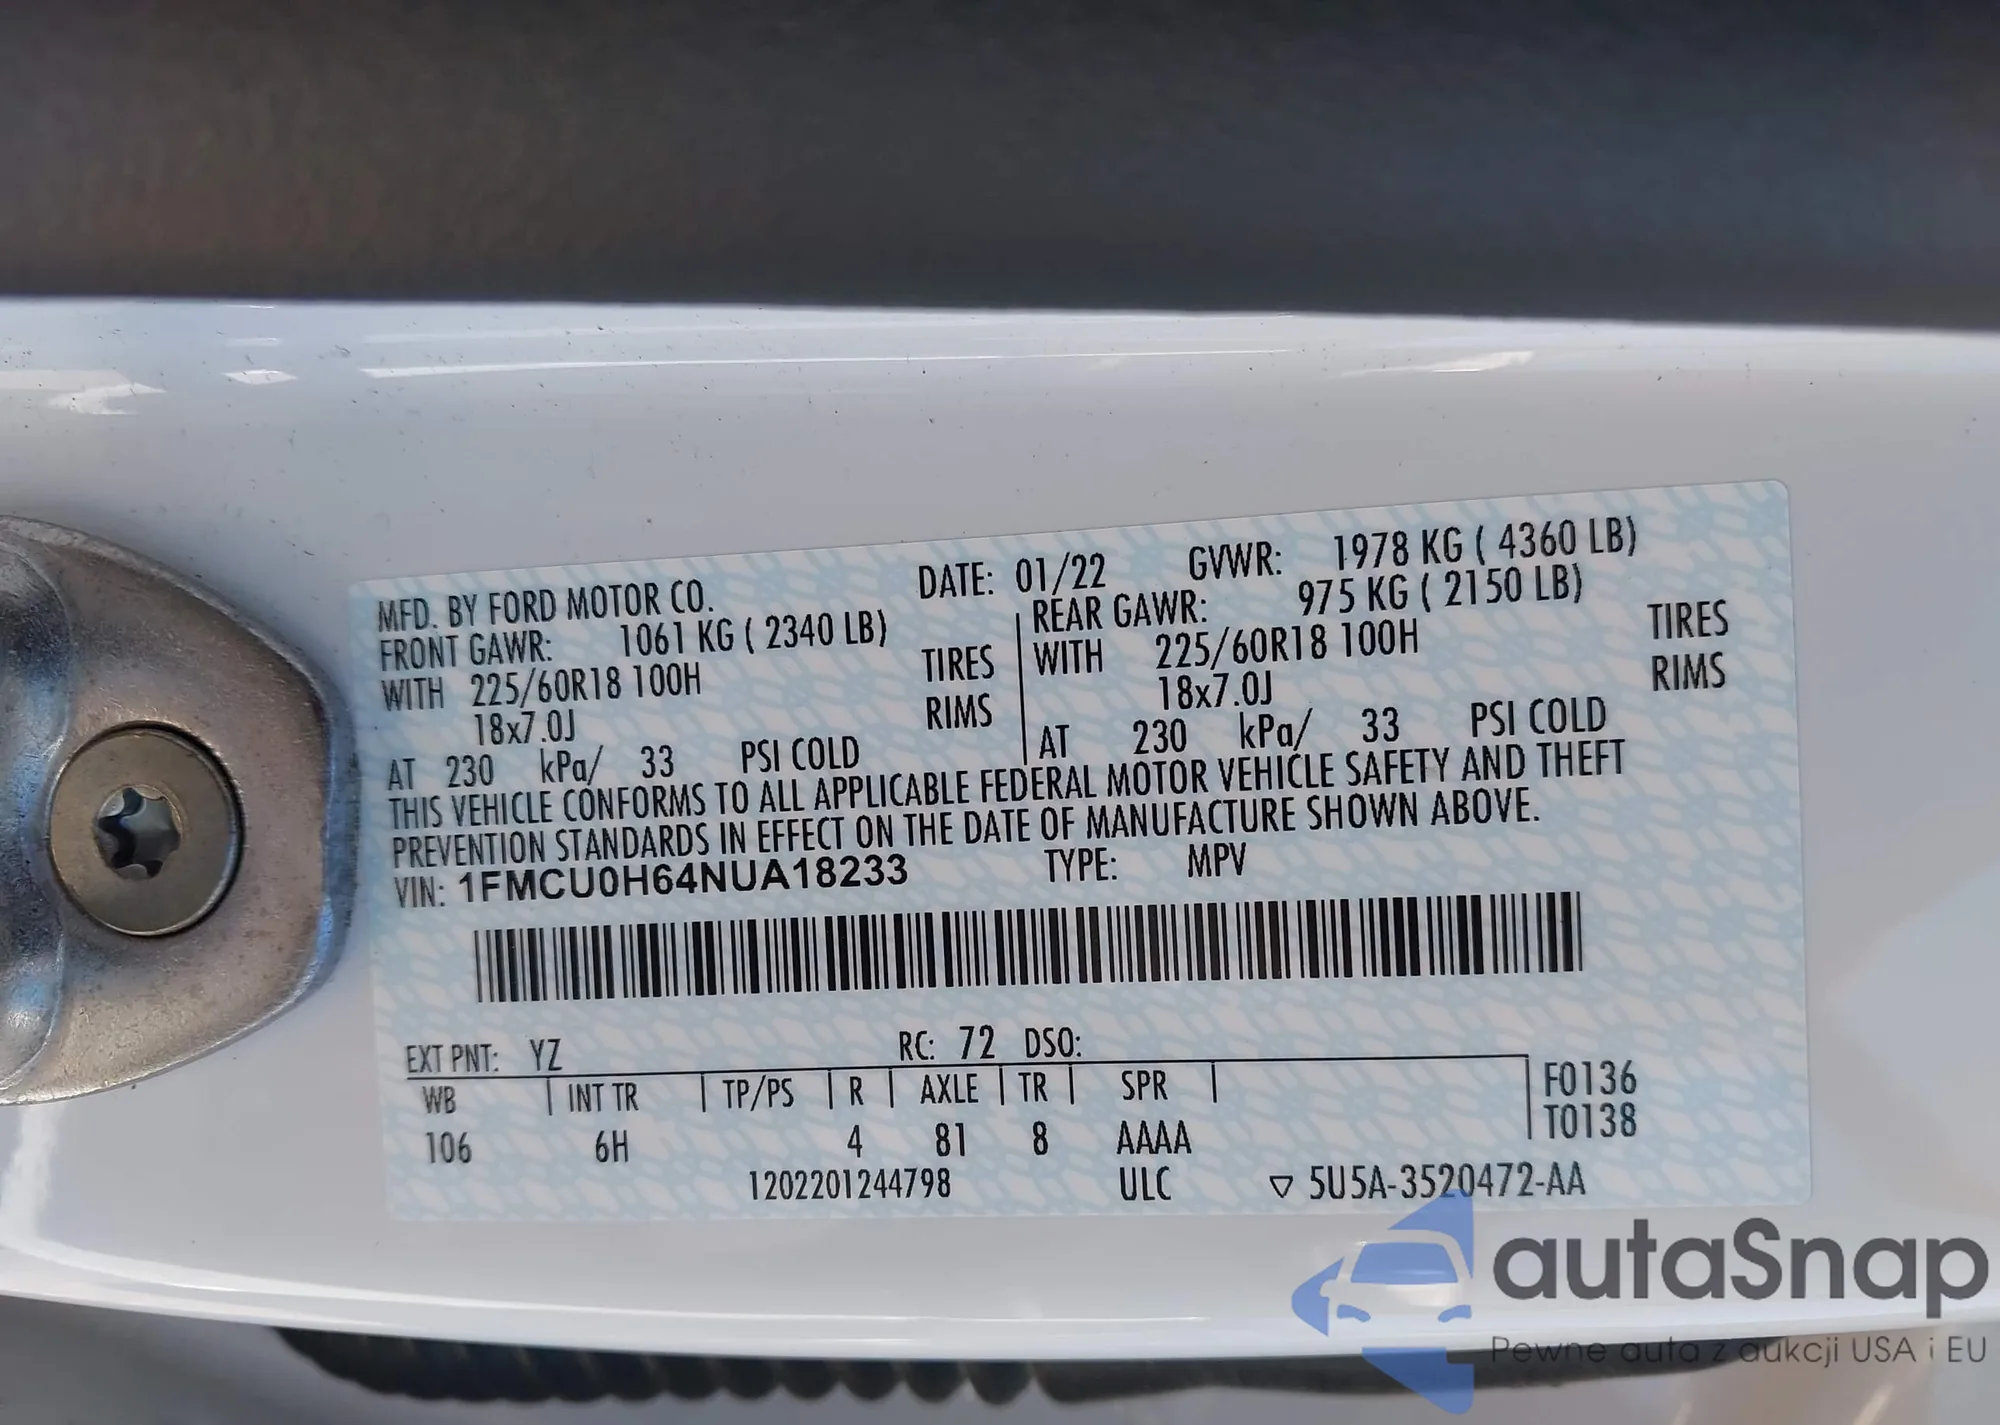 MFD. BY FORD MOTOR CO. DATE: 01/22 GVWR: 1978 KG ( 4360 LB)
FRONT GAWR: 1061 KG ( 2340 LB) REAR GAWR: 975 KG ( 2150 LB)
WITH 225/60R18 100H TIRES WITH 225/60R18 100H TIRES
18x7.0J RIMS 18x7.0J RIMS
AT 230 kPa/ 33 PSI COLD AT 230 kPa/ 33 PSI COLD
THIS VEHICLE CONFORMS TO ALL APPLICABLE FEDERAL MOTOR VEHICLE SAFETY AND THEFT
PREVENTION STANDARDS IN EFFECT ON THE DATE OF MANUFACTURE SHOWN ABOVE.
VIN: 1FMCU0H64NUA18233 TYPE: MPV
EXT PNT: YZ RC: 72 DSO:
WB INT TR TP/PS R AXLE TR SPR F0136
T0138
106 6H 4 81 8 AAAA
1202201244798 ULC ▽ 5U5A-3520472-AA
autaSnap
Pewne auta z aukcji USA i EU